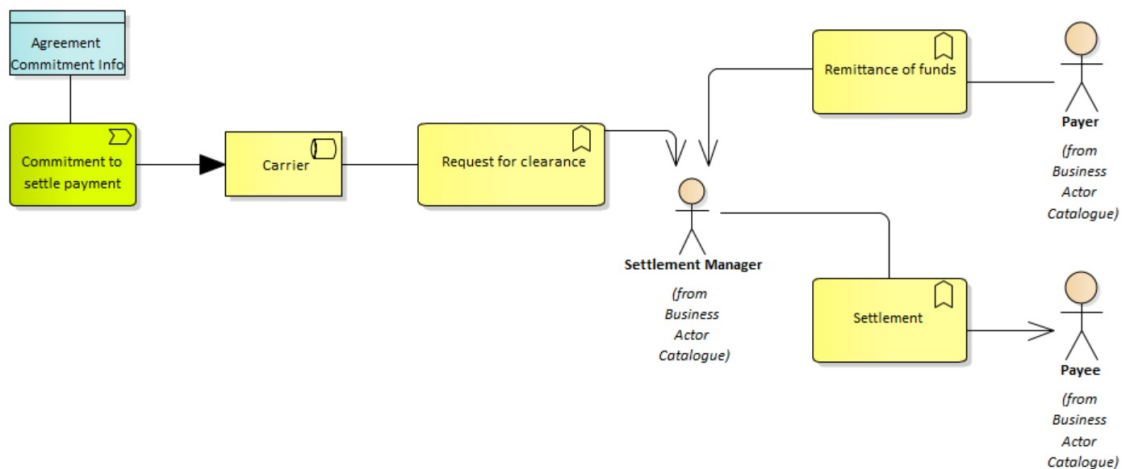 Agreement
Commitment Info
Commitment to
settle payment
Carrier
Request for clearance
Remittance of funds
Payer
(from
Business
Actor
Catalogue)
Settlement Manager
(from
Business
Actor
Catalogue)
Settlement
Payee
(from
Business
Actor
Catalogue)